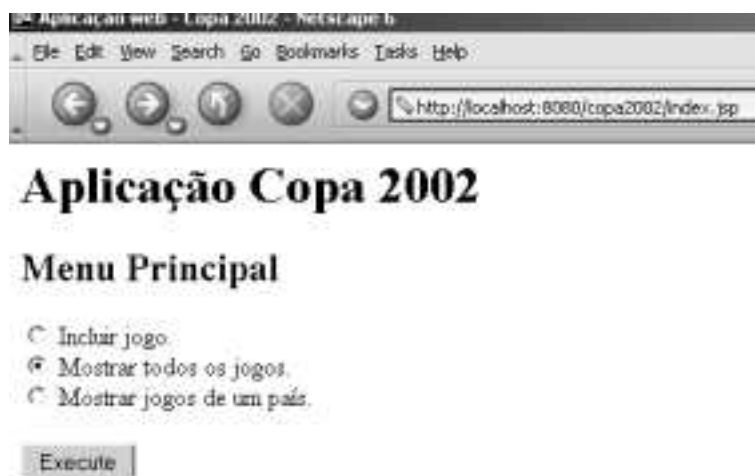 Aplicação web - Copa 2002 - Netscape 6
File Edit View Search Go Bookmarks Tasks Help
http://localhost:8080/copa2002/index.jsp
Aplicação Copa 2002
Menu Principal
Incluir jogo.
Mostrar todos os jogos.
Mostrar jogos de um país.
Execute